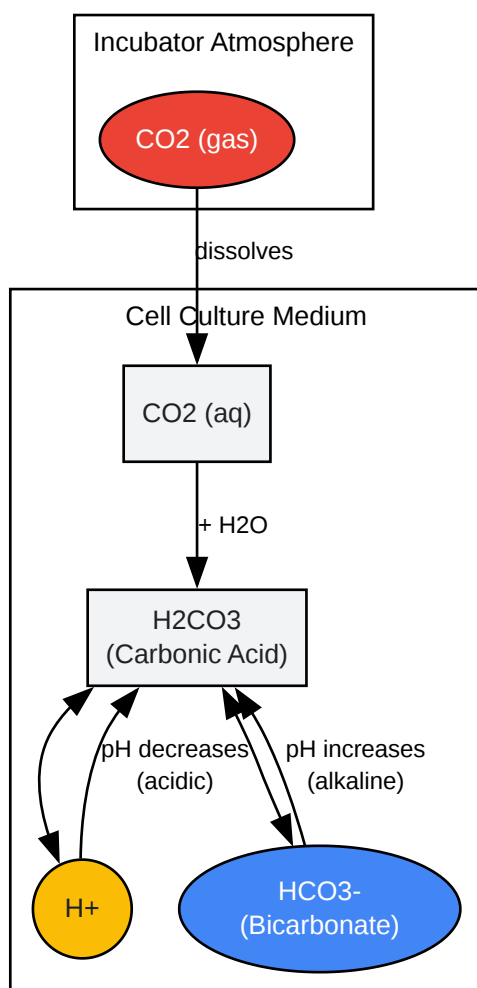 Incubator Atmosphere
CO2 (gas)
dissolves
Cell Culture Medium
CO2 (aq)
+ H2O
H2CO3
(Carbonic Acid)
pH decreases
(acidic)
pH increases
(alkaline)
H+
HCO3-
(Bicarbonate)